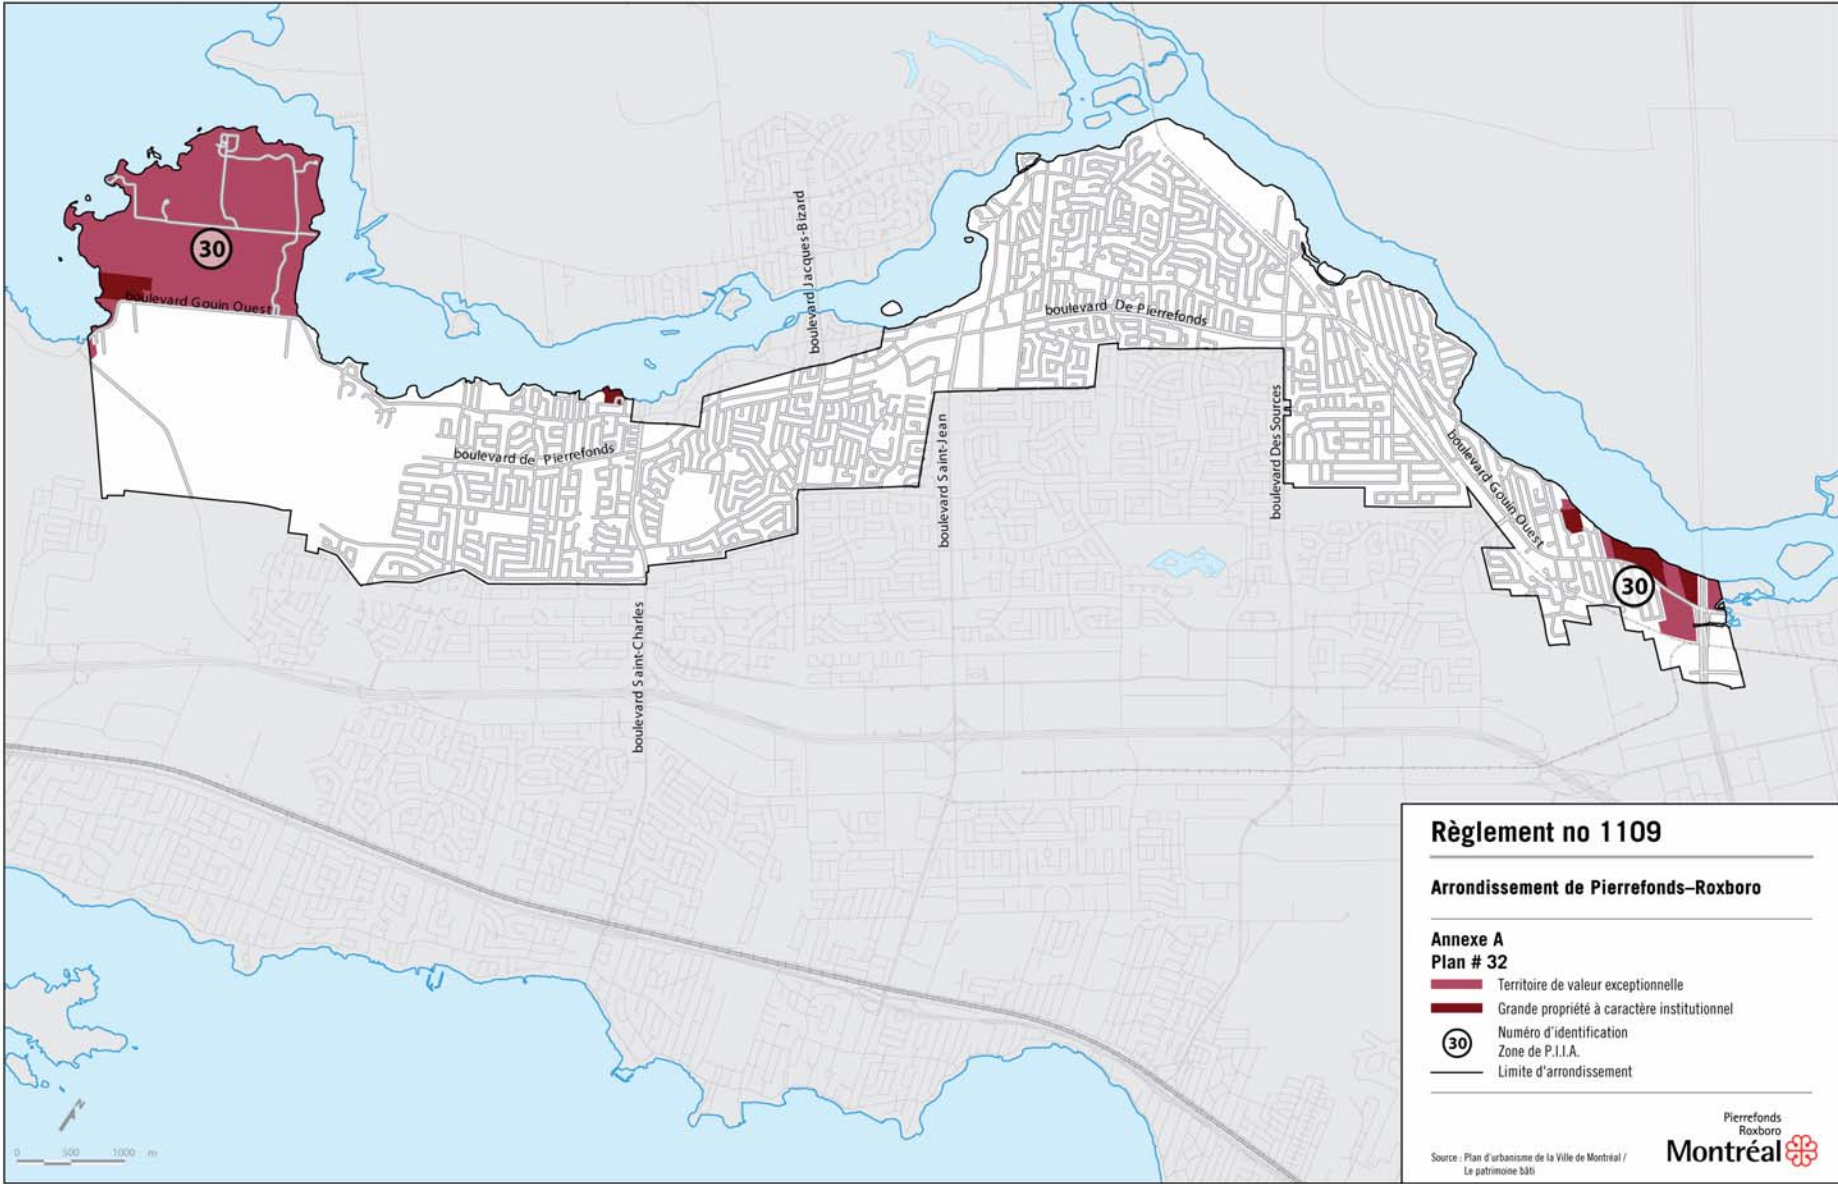 30
boulevard Gouin Ouest
boulevard Jacques-Bizard
boulevard De Pierrefonds
boulevard de Pierrefonds
boulevard Saint-Jean
boulevard Des Sources
boulevard Gouin Ouest
30
boulevard Saint-Charles
Règlement no 1109
Arrondissement de Pierrefonds–Roxboro
Annexe A
Plan # 32
Territoire de valeur exceptionnelle
Grande propriété à caractère institutionnel
30
Numéro d'identification
Zone de P.I.I.A.
Limite d'arrondissement
N
0 500 1000 m
Pierrefonds
Roxboro
Montréal
Source : Plan d'urbanisme de la Ville de Montréal /
Le patrimoine bâti